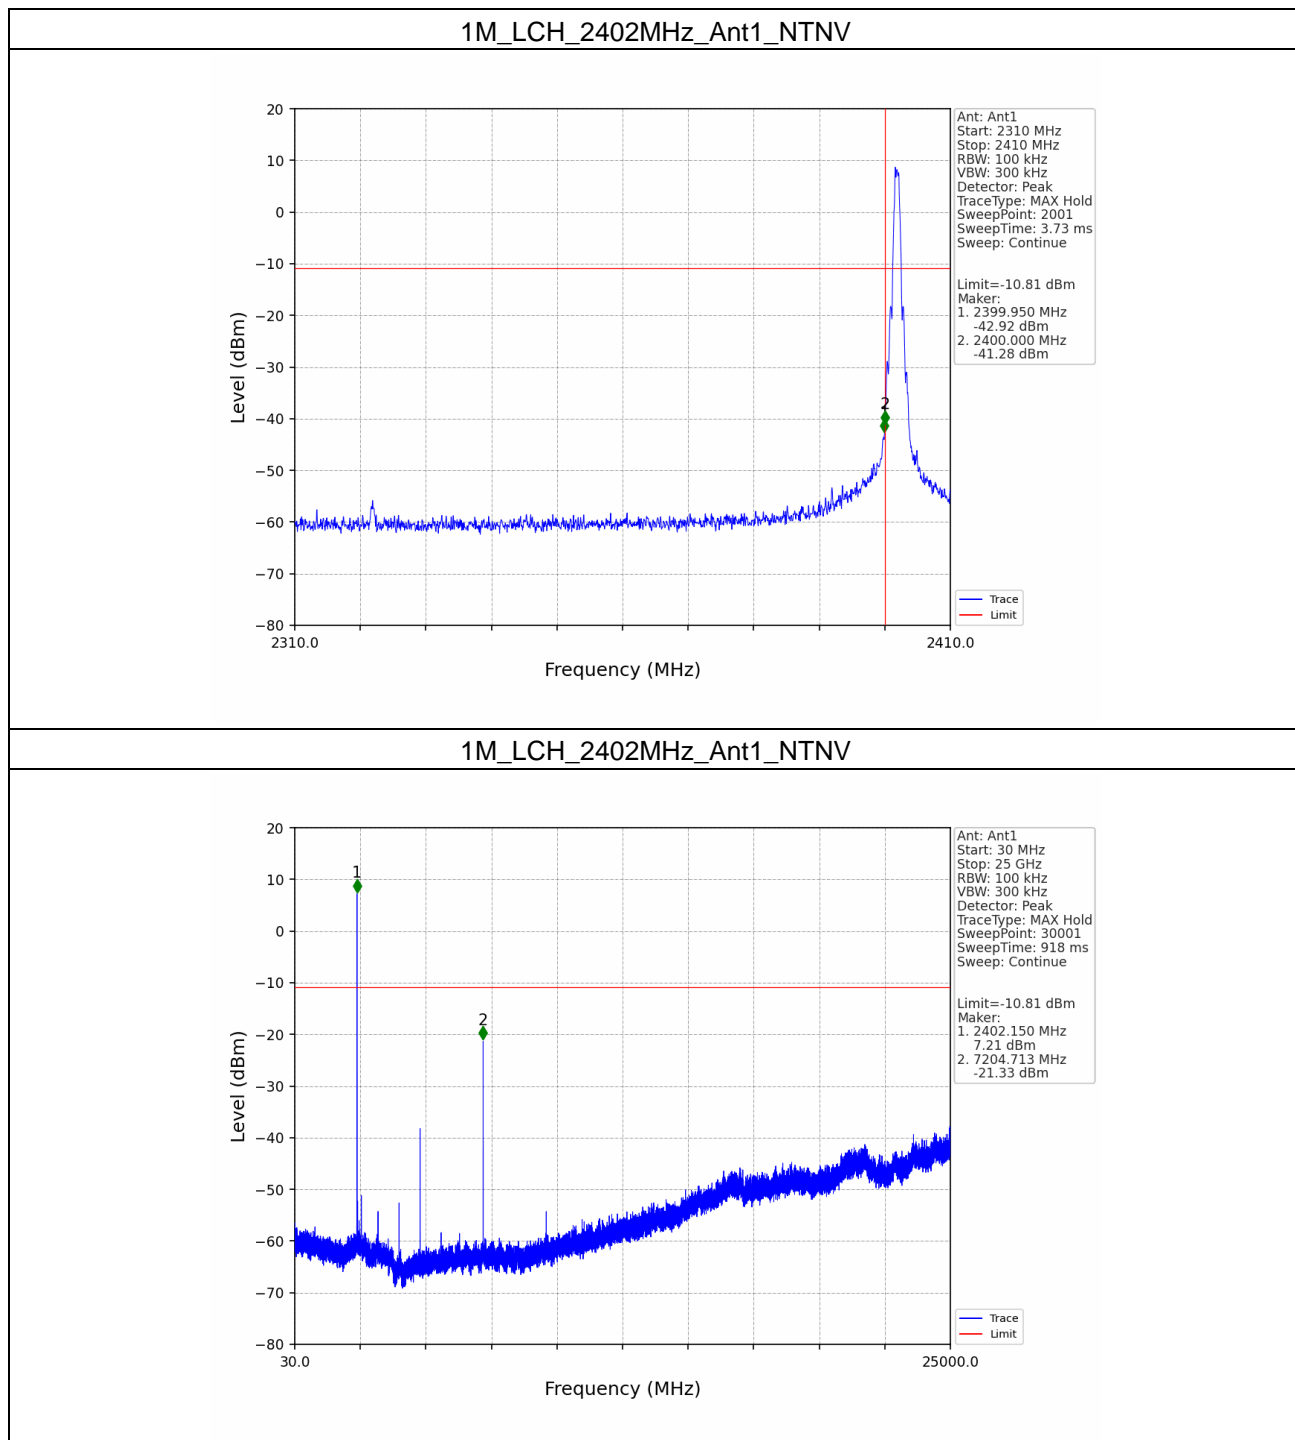 1M_LCH_2402MHz_Ant1_NTNV
20
10
0
−10
−20
−30
−40
−50
−60
−70
−80
Level (dBm)
2
2310.0
2410.0
Frequency (MHz)
Ant: Ant1
Start: 2310 MHz
Stop: 2410 MHz
RBW: 100 kHz
VBW: 300 kHz
Detector: Peak
TraceType: MAX Hold
SweepPoint: 2001
SweepTime: 3.73 ms
Sweep: Continue
Limit=-10.81 dBm
Maker:
1. 2399.950 MHz
-42.92 dBm
2. 2400.000 MHz
-41.28 dBm
Trace
Limit
1M_LCH_2402MHz_Ant1_NTNV
20
10
0
−10
−20
−30
−40
−50
−60
−70
−80
Level (dBm)
1
2
30.0
25000.0
Frequency (MHz)
Ant: Ant1
Start: 30 MHz
Stop: 25 GHz
RBW: 100 kHz
VBW: 300 kHz
Detector: Peak
TraceType: MAX Hold
SweepPoint: 30001
SweepTime: 918 ms
Sweep: Continue
Limit=-10.81 dBm
Maker:
1. 2402.150 MHz
7.21 dBm
2. 7204.713 MHz
-21.33 dBm
Trace
Limit